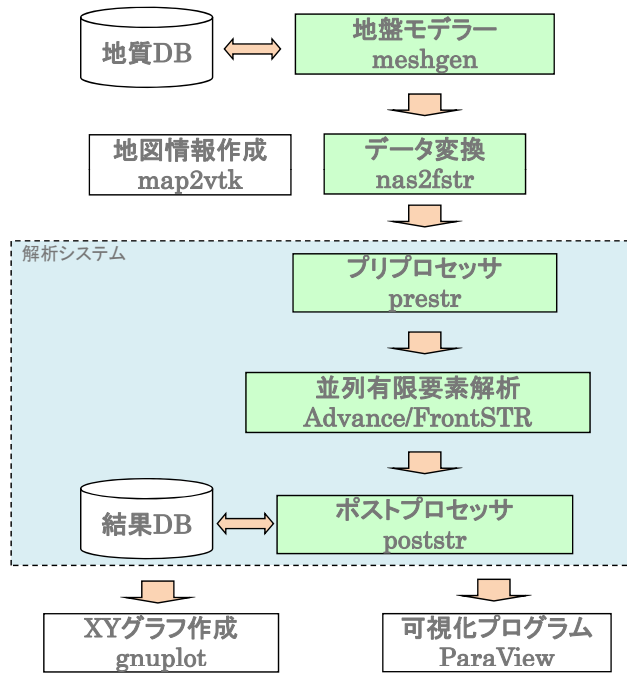 地質DB
地盤モデラー
meshgen
地図情報作成
map2vtk
データ変換
nas2fstr
解析システム
プリプロセッサ
prestr
並列有限要素解析
Advance/FrontSTR
結果DB
ポストプロセッサ
poststr
XYグラフ作成
gnuplot
可視化プログラム
ParaView